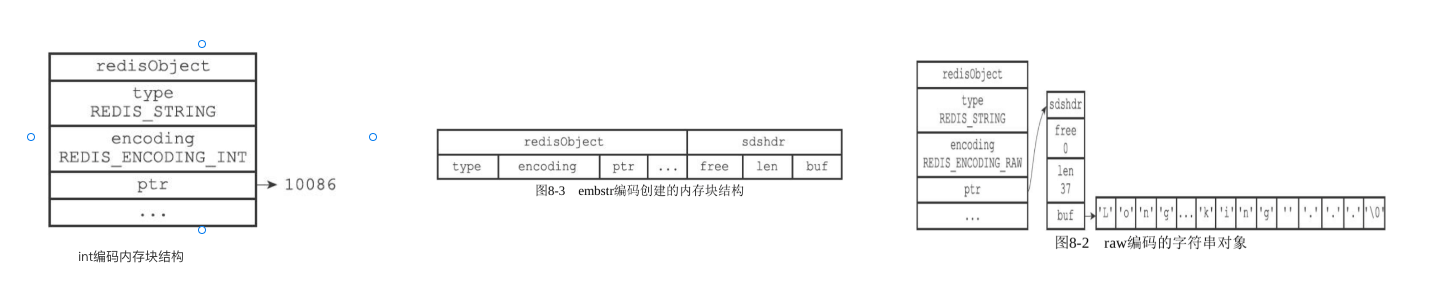 redisObject
type
REDIS_STRING
encoding
REDIS_ENCODING_INT
ptr
10086
...
int编码内存块结构
redisObject sdshdr
type encoding ptr ... free len buf
图8-3 embstr编码创建的内存块结构
redisObject
type
REDIS_STRING
encoding
REDIS_ENCODING_RAW
ptr
...
sdshdr
free
0
len
37
buf
'L' 'o' 'n' 'g' ... 'k' 'i' 'n' 'g' '' '.' '.' '.' '\0'
图8-2 raw编码的字符串对象